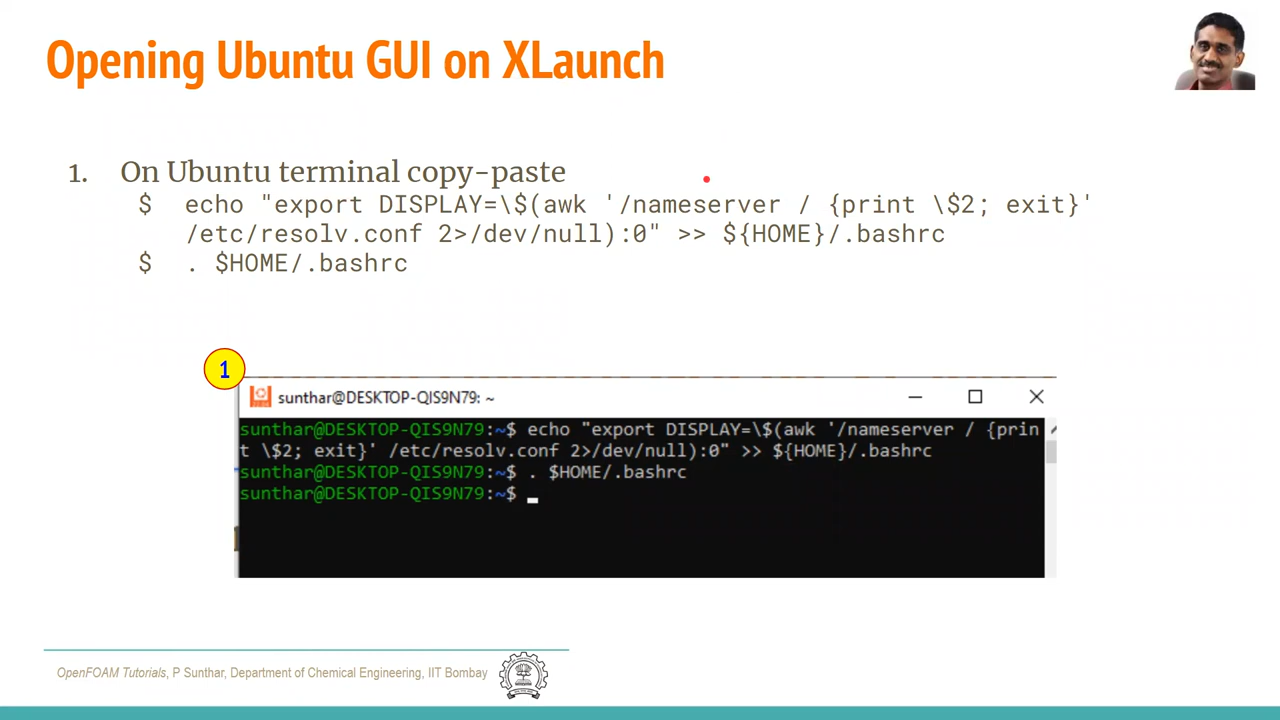 Opening Ubuntu GUI on XLaunch
1. On Ubuntu terminal copy-paste
$ echo "export DISPLAY=\$(awk '/nameserver / {print \$2; exit}'
/etc/resolv.conf 2>/dev/null):0" >> ${HOME}/.bashrc
$ . $HOME/.bashrc
1
sunthar@DESKTOP-QIS9N79: ~
sunthar@DESKTOP-QIS9N79:~$ echo "export DISPLAY=\$(awk '/nameserver / {prin
t \$2; exit}' /etc/resolv.conf 2>/dev/null):0" >> ${HOME}/.bashrc
sunthar@DESKTOP-QIS9N79:~$ . $HOME/.bashrc
sunthar@DESKTOP-QIS9N79:~$ _
OpenFOAM Tutorials, P Sunthar, Department of Chemical Engineering, IIT Bombay